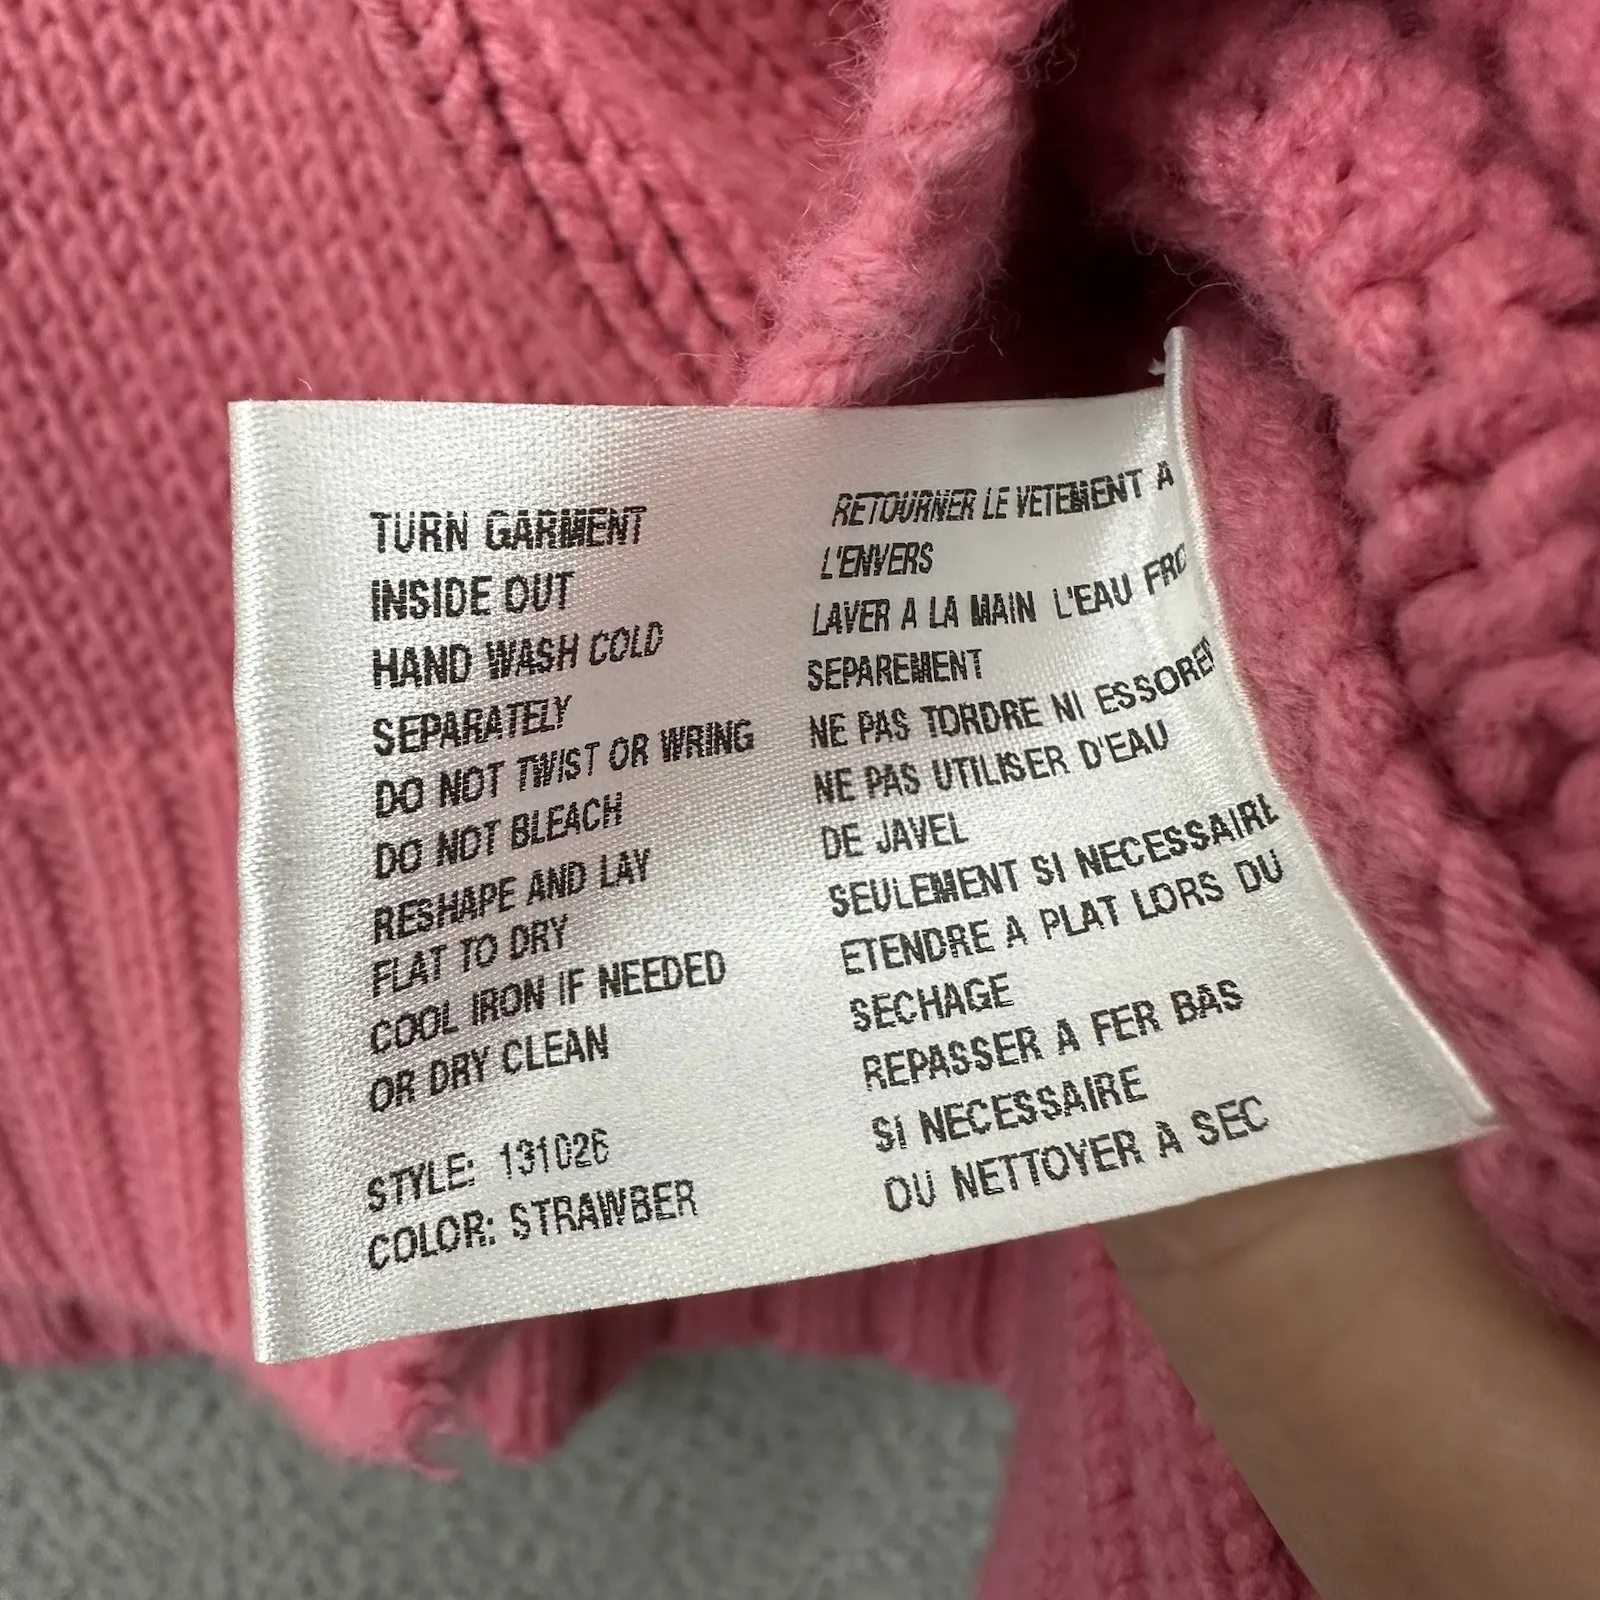 TURN GARMENT
INSIDE OUT
HAND WASH COLD
SEPARATELY
DO NOT TWIST OR WRING
DO NOT BLEACH
RESHAPE AND LAY
FLAT TO DRY
COOL IRON IF NEEDED
OR DRY CLEAN
STYLE: 131026
COLOR: STRAWBER
RETOURNER LE VETEMENT A
L'ENVERS
LAVER A LA MAIN L'EAU
SEPAREMENT
NE PAS TORDRE NI ESSORER
NE PAS UTILISER D'EAU
DE JAVEL
SEULEMENT SI NECESSAIRE
ETENDRE A PLAT LORS DU
SECHAGE
REPASSER A FER BAS
SI NECESSAIRE
OU NETTOYER A SEC